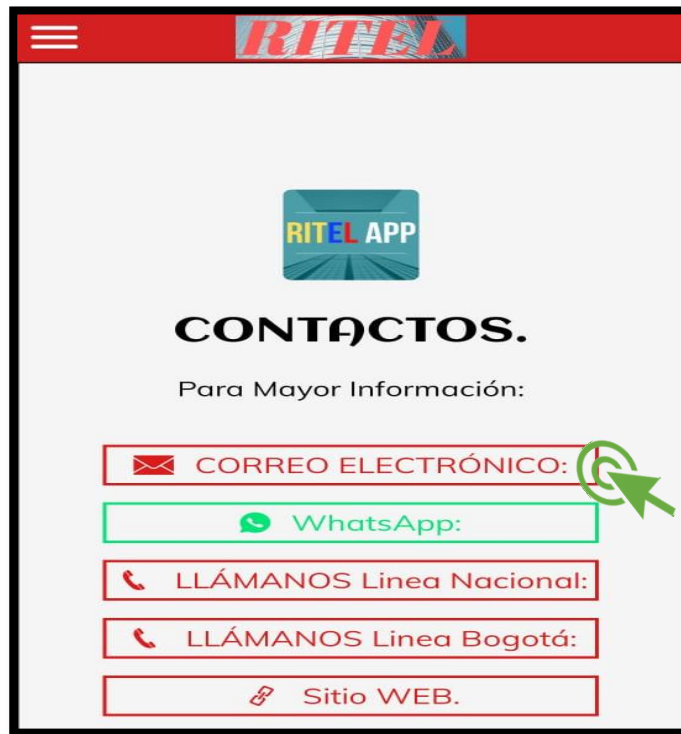 RITEL
RITEL APP
CONTACTOS.
Para Mayor Información:
CORREO ELECTRÓNICO:
WhatsApp:
LLÁMANOS Linea Nacional:
LLÁMANOS Linea Bogotá:
Sitio WEB.